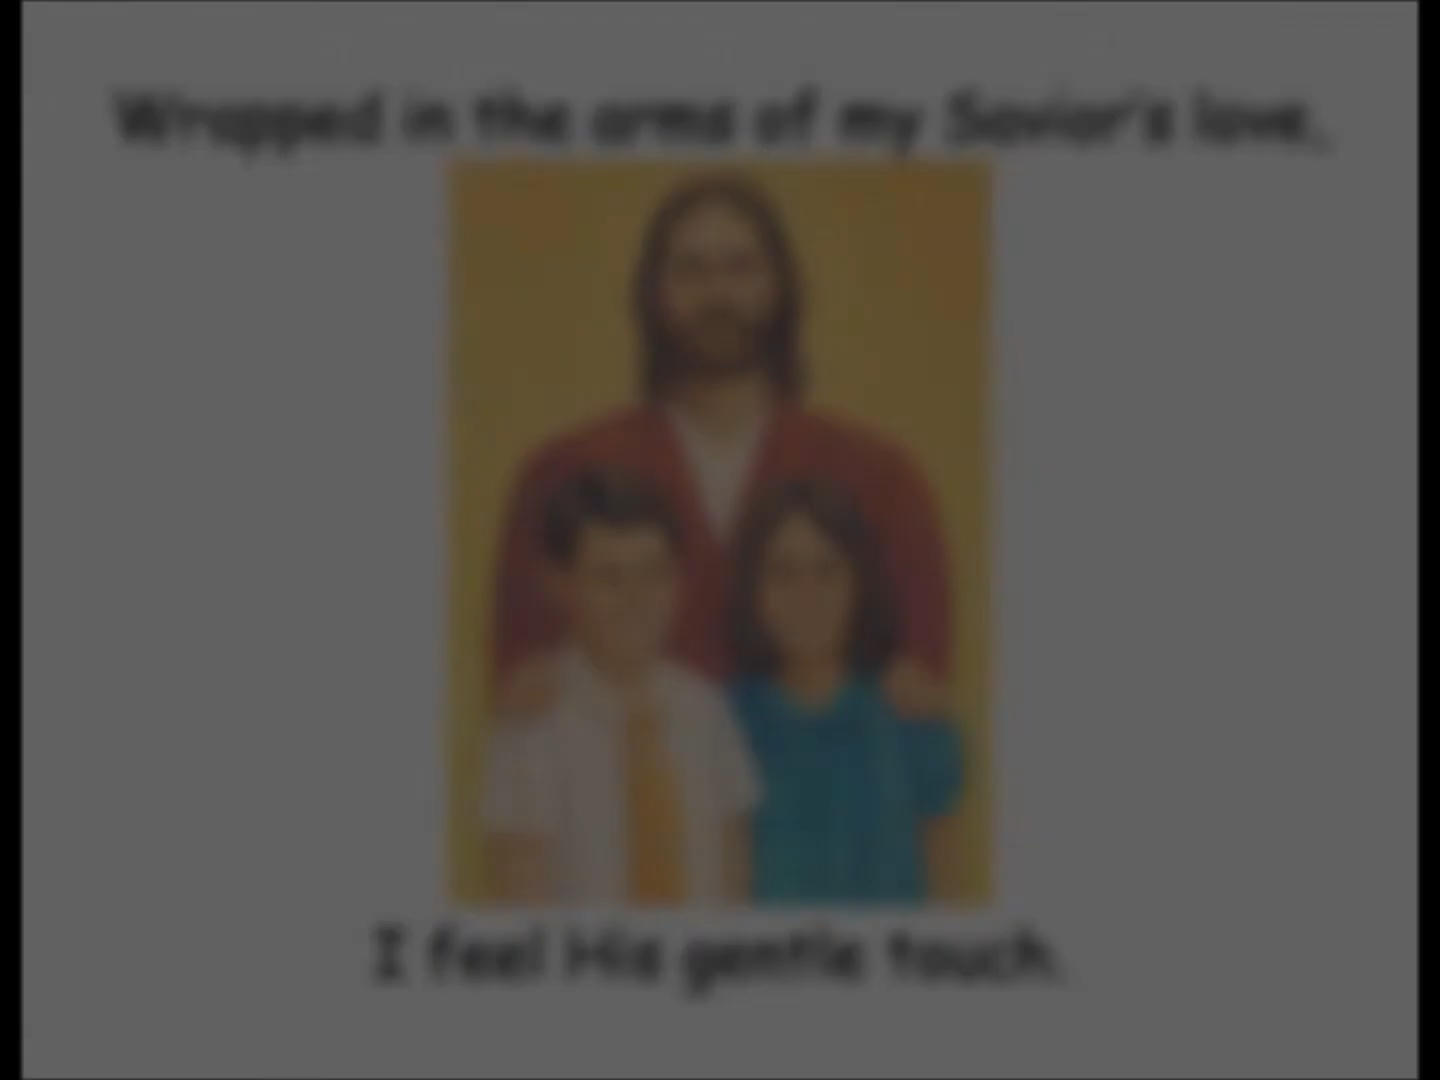 Wrapped in the arms of my Savior's love,
I feel His gentle touch.